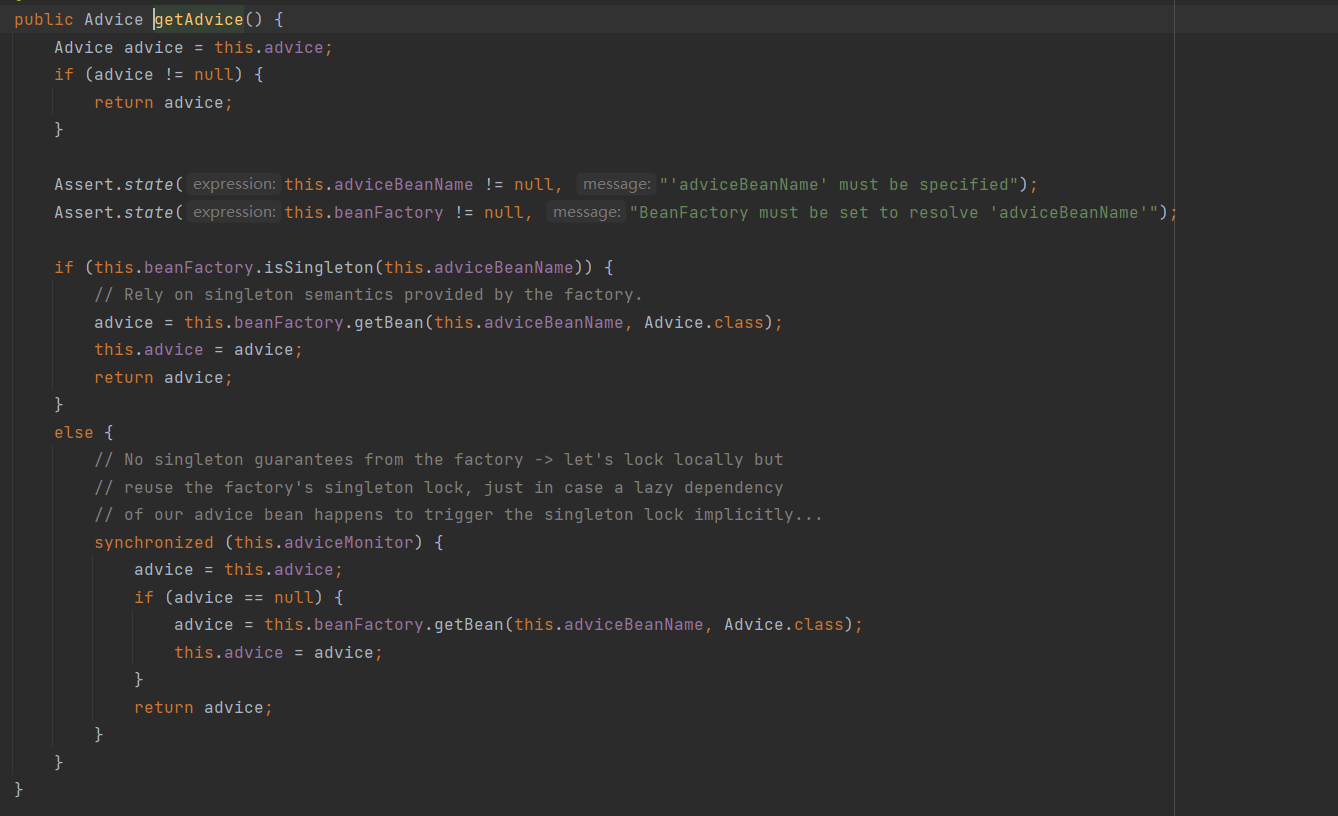 public Advice getAdvice() {
Advice advice = this.advice;
if (advice != null) {
return advice;
}
Assert.state( expression: this.adviceBeanName != null, message: "'adviceBeanName' must be specified");
Assert.state( expression: this.beanFactory != null, message: "BeanFactory must be set to resolve 'adviceBeanName'");
if (this.beanFactory.isSingleton(this.adviceBeanName)) {
// Rely on singleton semantics provided by the factory.
advice = this.beanFactory.getBean(this.adviceBeanName, Advice.class);
this.advice = advice;
return advice;
}
else {
// No singleton guarantees from the factory -> let's lock locally but
// reuse the factory's singleton lock, just in case a lazy dependency
// of our advice bean happens to trigger the singleton lock implicitly...
synchronized (this.adviceMonitor) {
advice = this.advice;
if (advice == null) {
advice = this.beanFactory.getBean(this.adviceBeanName, Advice.class);
this.advice = advice;
}
return advice;
}
}
}